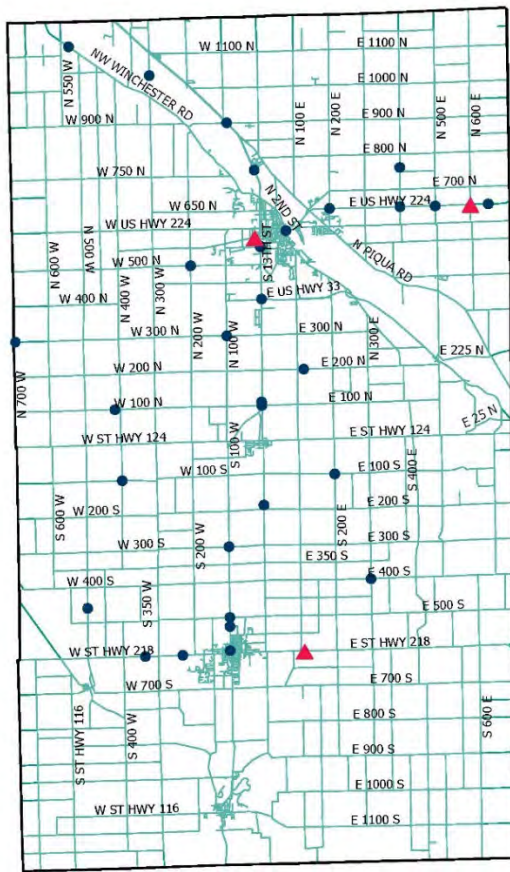 W 1100 N
E 1100 N
N 550 W
NW WINCHESTER RD
E 1000 N
N 100 E
N 200 E
E 900 N
N 500 E
N 600 E
W 900 N
E 800 N
W 750 N
E 700 N
W 650 N
N 2ND ST
E US HWY 224
W US HWY 224
S 13TH ST
N PIQUA RD
N 600 W
N 500 W
W 500 N
N 400 W
N 300 W
E US HWY 33
W 400 N
N 200 W
N 100 W
E 300 N
N 300 E
W 300 N
E 225 N
N 700 W
W 200 N
E 200 N
W 100 N
E 100 N
E 25 N
W ST HWY 124
S 100 W
E ST HWY 124
W 100 S
E 100 S
S 400 E
S 600 W
W 200 S
S 200 W
E 200 S
S 200 E
W 300 S
E 300 S
E 350 S
W 400 S
E 400 S
S 350 W
E 500 S
W ST HWY 218
E ST HWY 218
W 700 S
E 700 S
S ST HWY 116
S 400 W
S 600 E
E 800 S
E 900 S
E 1000 S
W ST HWY 116
E 1100 S